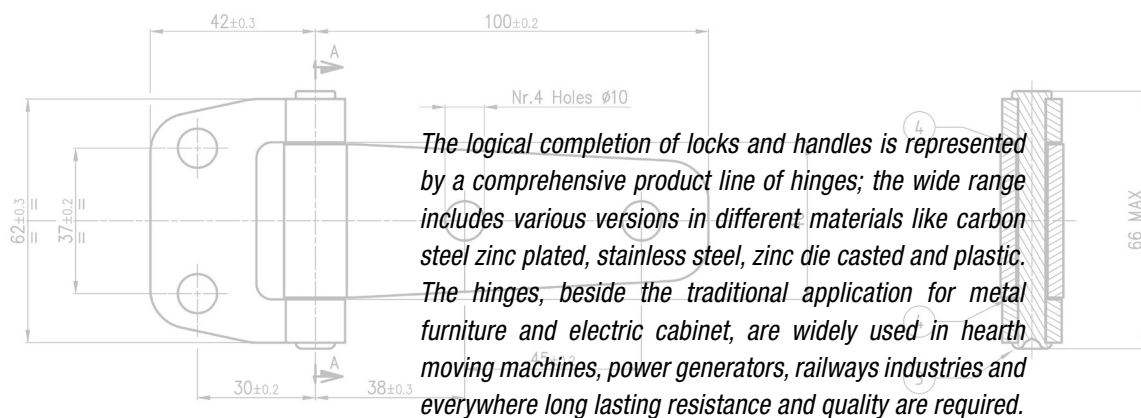 42±0.3
100±0.2
A
Nr.4 Holes Ø10
4
The logical completion of locks and handles is represented
by a comprehensive product line of hinges; the wide range
includes various versions in different materials like carbon
steel zinc plated, stainless steel, zinc die casted and plastic.
The hinges, beside the traditional application for metal
furniture and electric cabinet, are widely used in hearth
moving machines, power generators, railways industries and
everywhere long lasting resistance and quality are required.
62±0.3 =  =
37±0.2 =  =
66 MAX
4
45±0.2
A
30±0.2
38±0.3